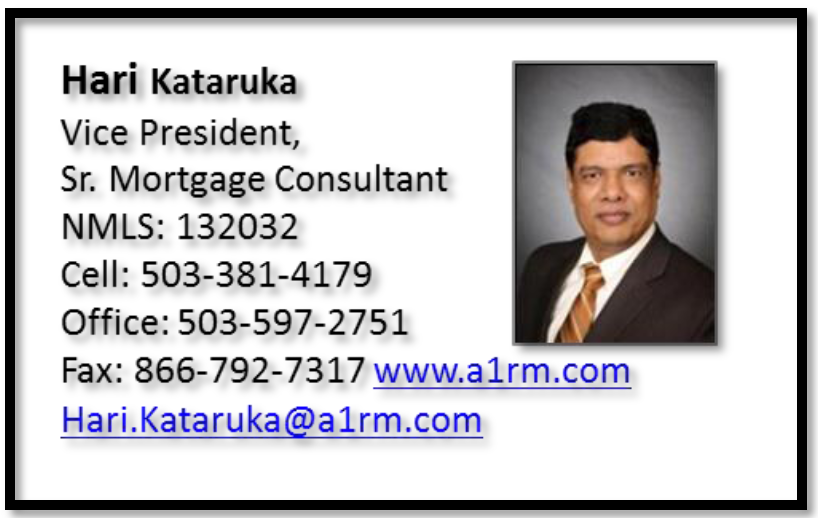 Hari Kataruka
Vice President,
Sr. Mortgage Consultant
NMLS: 132032
Cell: 503-381-4179
Office: 503-597-2751
Fax: 866-792-7317 www.a1rm.com
Hari.Kataruka@a1rm.com